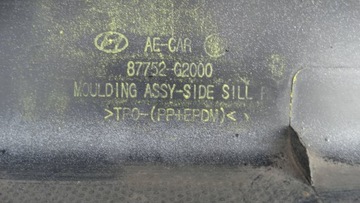 AE-CAR
87752-G2000
MOULDING ASSY-SIDE SILL
>TPO-(PP+EPDM)<